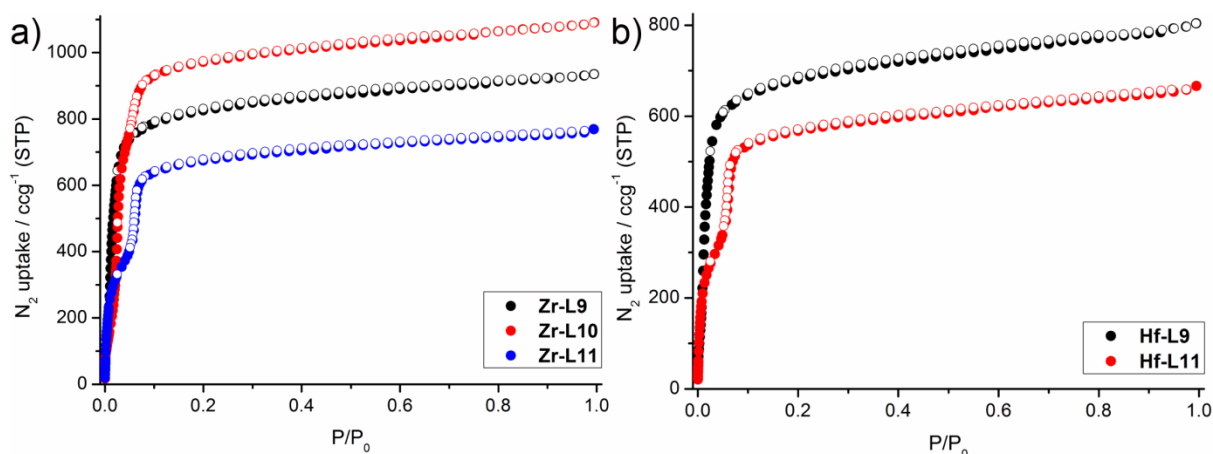 a)
N₂ uptake / ccg⁻¹ (STP)
1000
800
600
400
200
0
0.0 0.2 0.4 0.6 0.8 1.0
P/P₀
Zr-L9
Zr-L10
Zr-L11
b)
N₂ uptake / ccg⁻¹ (STP)
800
600
400
200
0
0.0 0.2 0.4 0.6 0.8 1.0
P/P₀
Hf-L9
Hf-L11